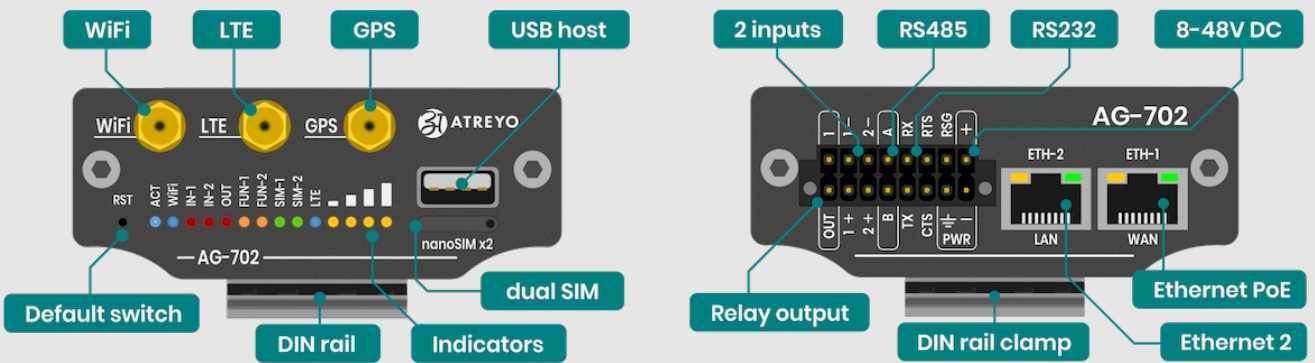 WiFi
LTE
GPS
USB host
WiFi
LTE
GPS
ATREYO
RST
ACT
WiFi
IN-1
IN-2
OUT
FUN-1
FUN-2
SIM-1
SIM-2
LTE
nanoSIM x2
AG-702
Default switch
DIN rail
Indicators
dual SIM
2 inputs
RS485
RS232
8-48V DC
AG-702
1
1-
2-
A
RX
RTS
RSG
+
ETH-2
ETH-1
OUT
1+
2+
B
TX
CTS
-
PWR
LAN
WAN
Relay output
DIN rail clamp
Ethernet PoE
Ethernet 2